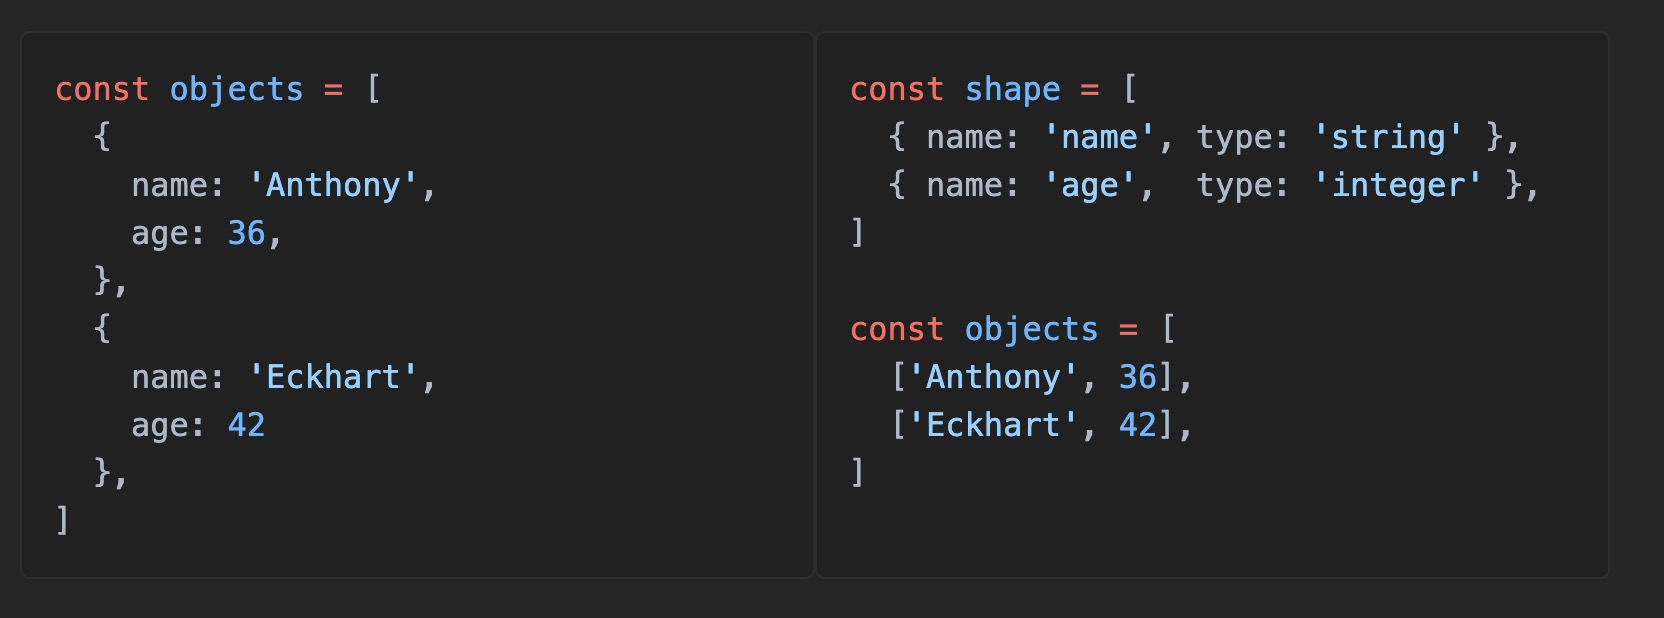 const objects = [
  {
    name: 'Anthony',
    age: 36,
  },
  {
    name: 'Eckhart',
    age: 42
  },
]
const shape = [
  { name: 'name', type: 'string' },
  { name: 'age',  type: 'integer' },
]

const objects = [
  ['Anthony', 36],
  ['Eckhart', 42],
]